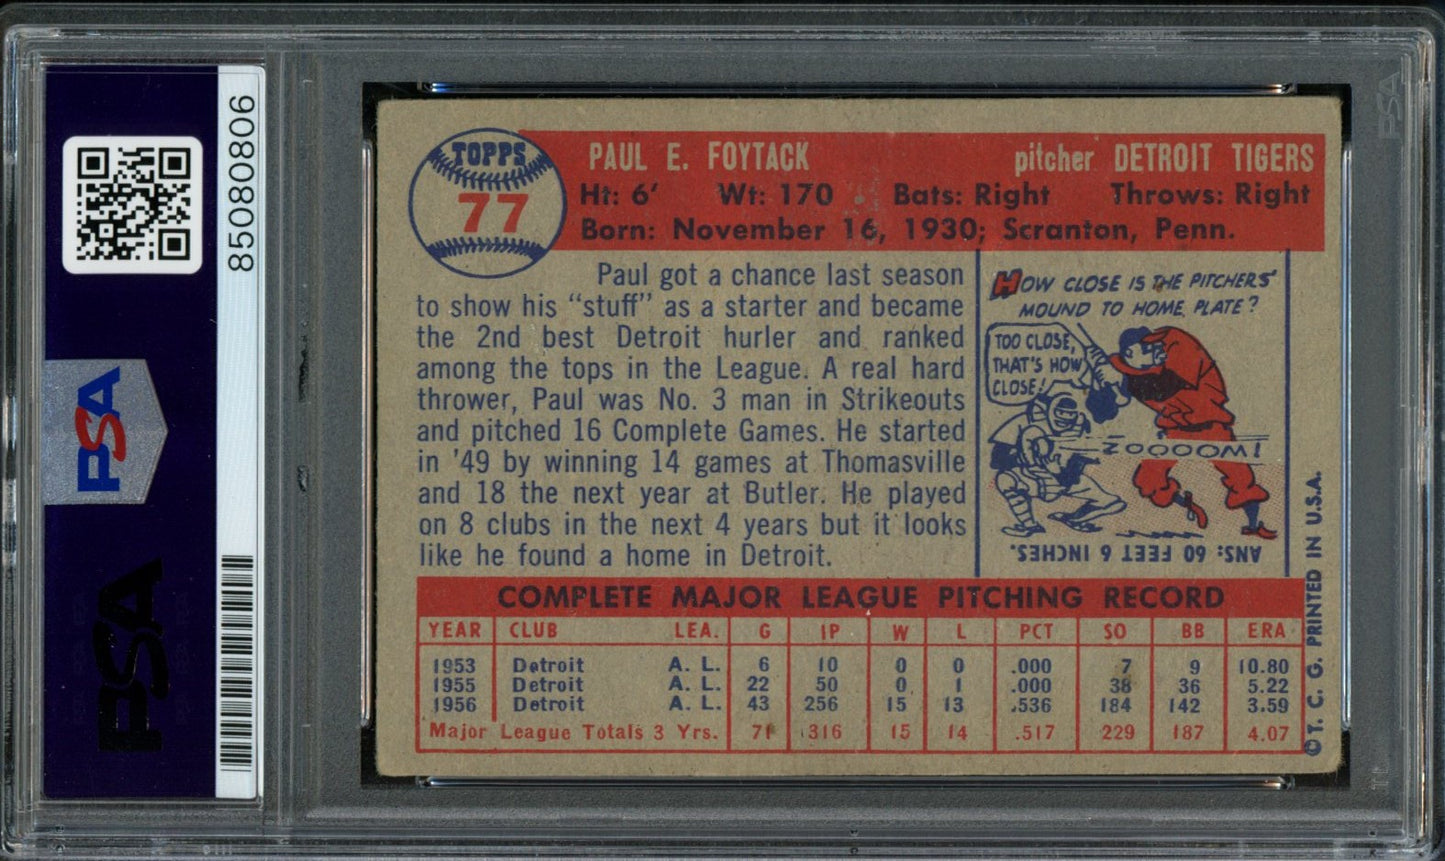 85080806
PSA
PSA
PSA
TOPPS
77
PAUL E. FOYTACK pitcher DETROIT TIGERS
Ht: 6' Wt: 170 Bats: Right Throws: Right
Born: November 16, 1930; Scranton, Penn.
Paul got a chance last season
to show his "stuff" as a starter and became
the 2nd best Detroit hurler and ranked
among the tops in the League. A real hard
thrower, Paul was No. 3 man in Strikeouts
and pitched 16 Complete Games. He started
in '49 by winning 14 games at Thomasville
and 18 the next year at Butler. He played
on 8 clubs in the next 4 years but it looks
like he found a home in Detroit.
HOW CLOSE IS THE PITCHERS'
MOUND TO HOME PLATE?
TOO CLOSE,
THAT'S HOW
CLOSE!
ZOOOOM!
ANS: 60 FEET 6 INCHES.
COMPLETE MAJOR LEAGUE PITCHING RECORD
YEAR CLUB LEA. G IP W L PCT SO BB ERA
1953 Detroit A. L. 6 10 0 0 .000 7 9 10.80
1955 Detroit A. L. 22 50 0 1 .000 38 36 5.22
1956 Detroit A. L. 43 256 15 13 .536 184 142 3.59
Major League Totals 3 Yrs. 71 316 15 14 .517 229 187 4.07
©T. C. G. PRINTED IN U.S.A.